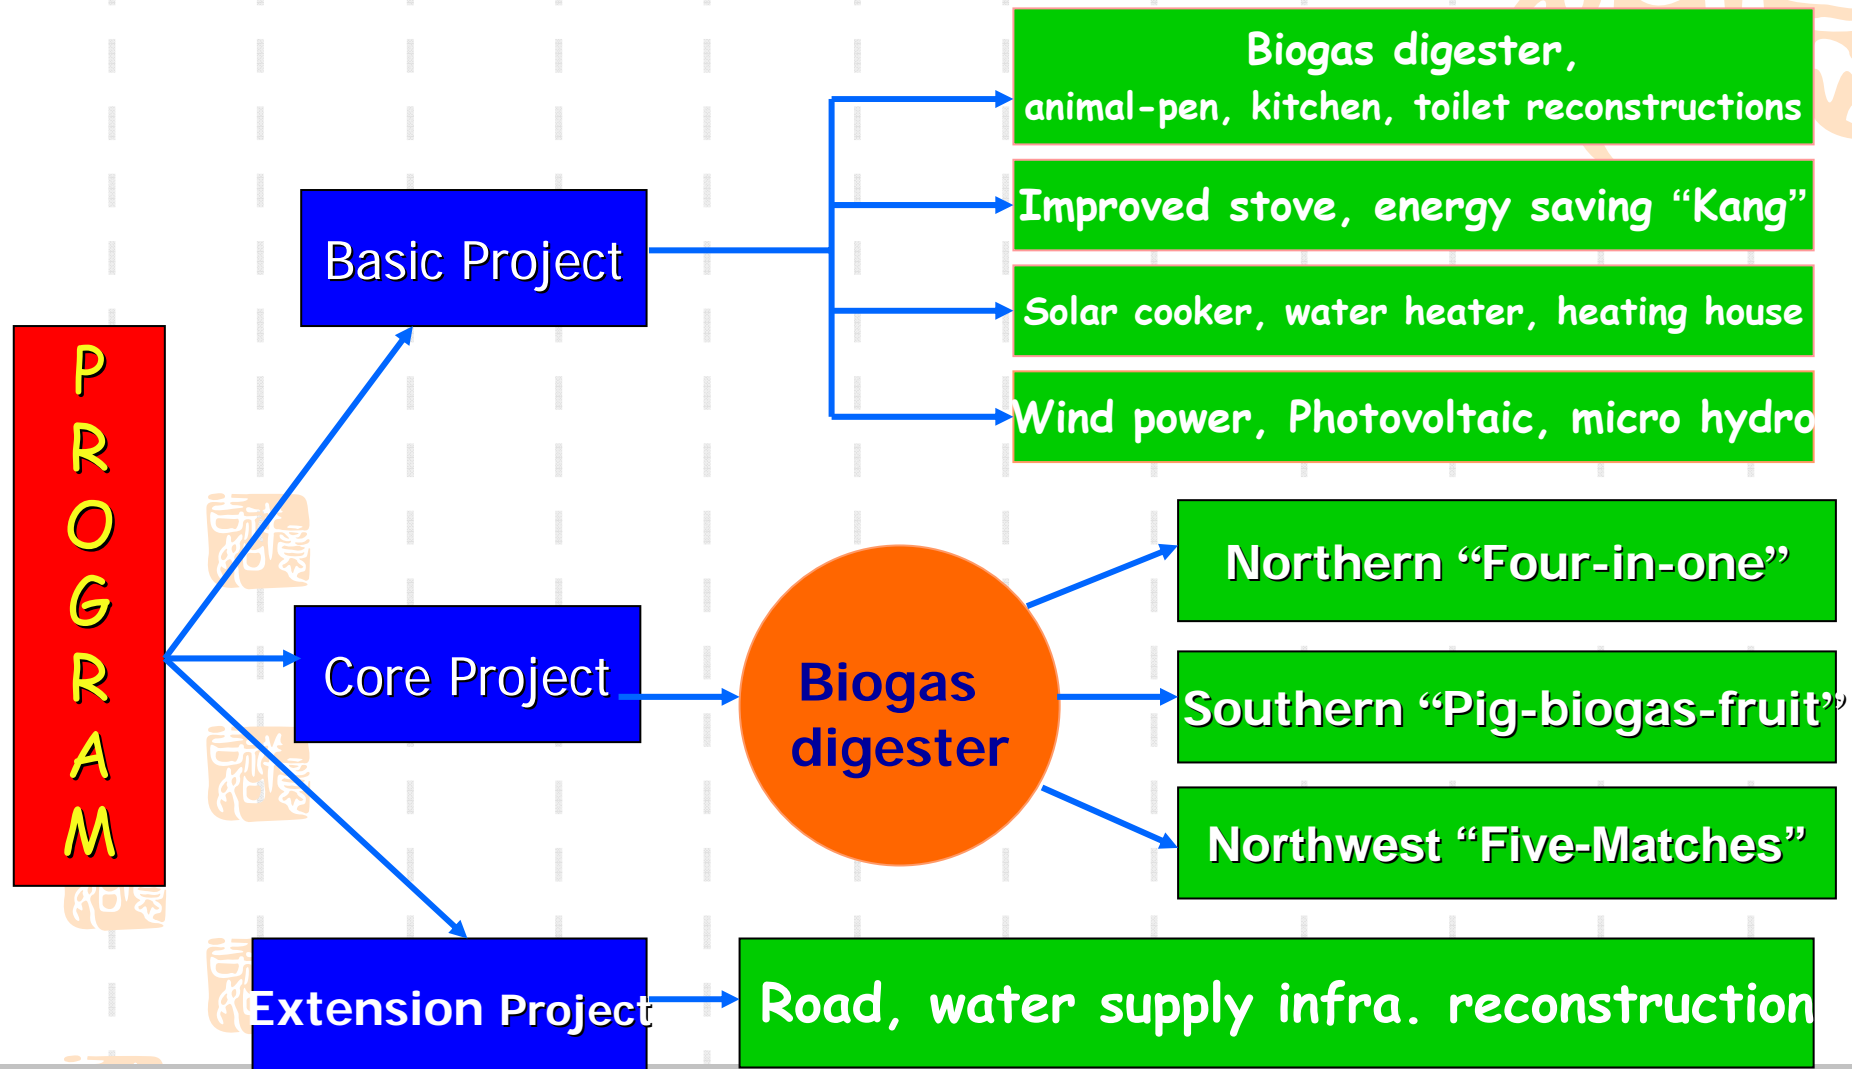 PROGRAM
Basic Project
Biogas digester,
animal-pen, kitchen, toilet reconstructions
Improved stove, energy saving “Kang”
Solar cooker, water heater, heating house
Wind power, Photovoltaic, micro hydro
Core Project
Biogas
digester
Northern “Four-in-one”
Southern “Pig-biogas-fruit”
Northwest “Five-Matches”
Extension Project
Road, water supply infra. reconstruction